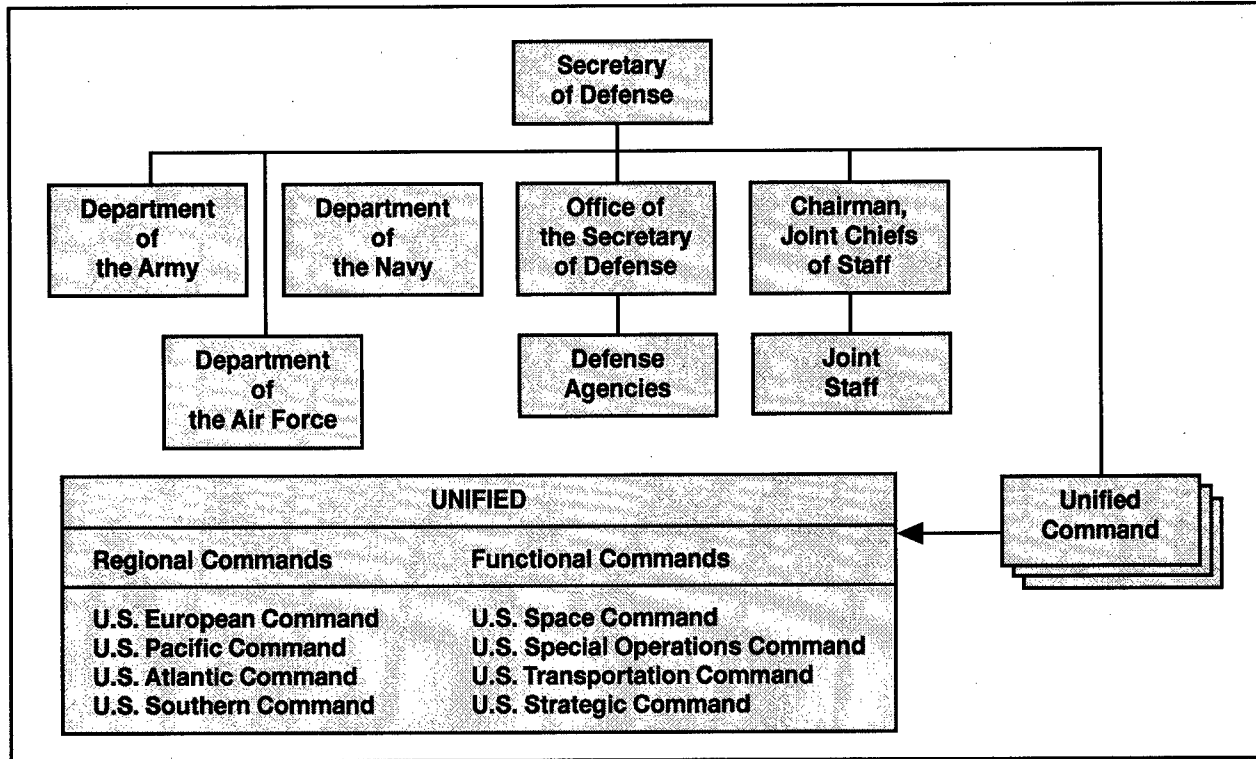 Secretary
of Defense
Department
of
the Army
Department
of
the Navy
Office of
the Secretary
of Defense
Chairman,
Joint Chiefs
of Staff
Department
of
the Air Force
Defense
Agencies
Joint
Staff
Unified
Command
UNIFIED
Regional Commands
Functional Commands
U.S. European Command
U.S. Pacific Command
U.S. Atlantic Command
U.S. Southern Command
U.S. Space Command
U.S. Special Operations Command
U.S. Transportation Command
U.S. Strategic Command